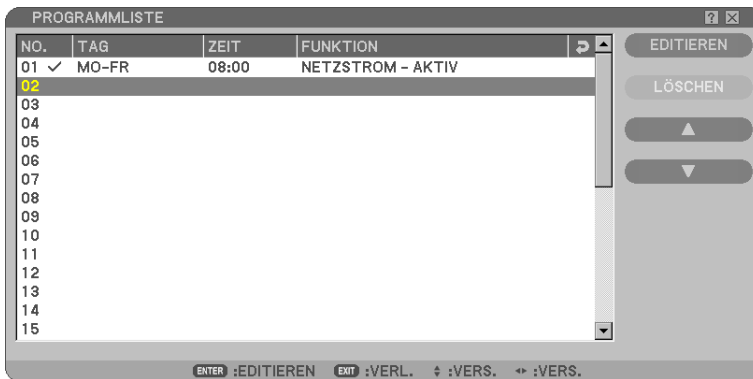 PROGRAMMLISTE
NO. TAG ZEIT FUNKTION
EDITIEREN
01 ✓ MO-FR 08:00 NETZSTROM - AKTIV
02
LÖSCHEN
03
04
05
06
07
08
09
10
11
12
13
14
15
ENTER :EDITIEREN EXIT :VERL. :VERS. :VERS.